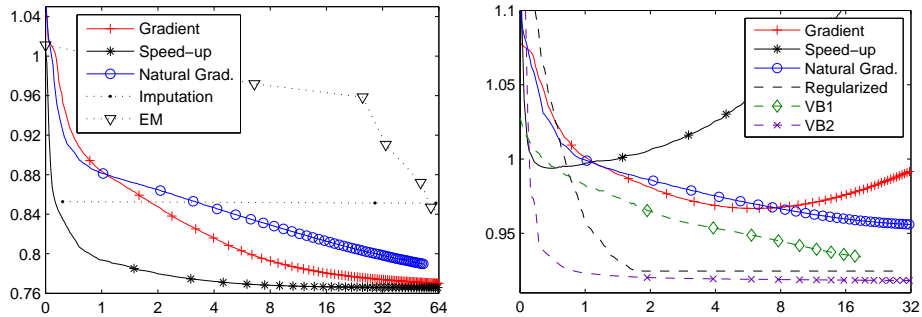 1.04
1
0.96
0.92
0.88
0.84
0.8
0.76
0 1 2 4 8 16 32 64
Gradient
Speed-up
Natural Grad.
Imputation
EM
1.1
1.05
1
0.95
0 1 2 4 8 16 32
Gradient
Speed-up
Natural Grad.
Regularized
VB1
VB2